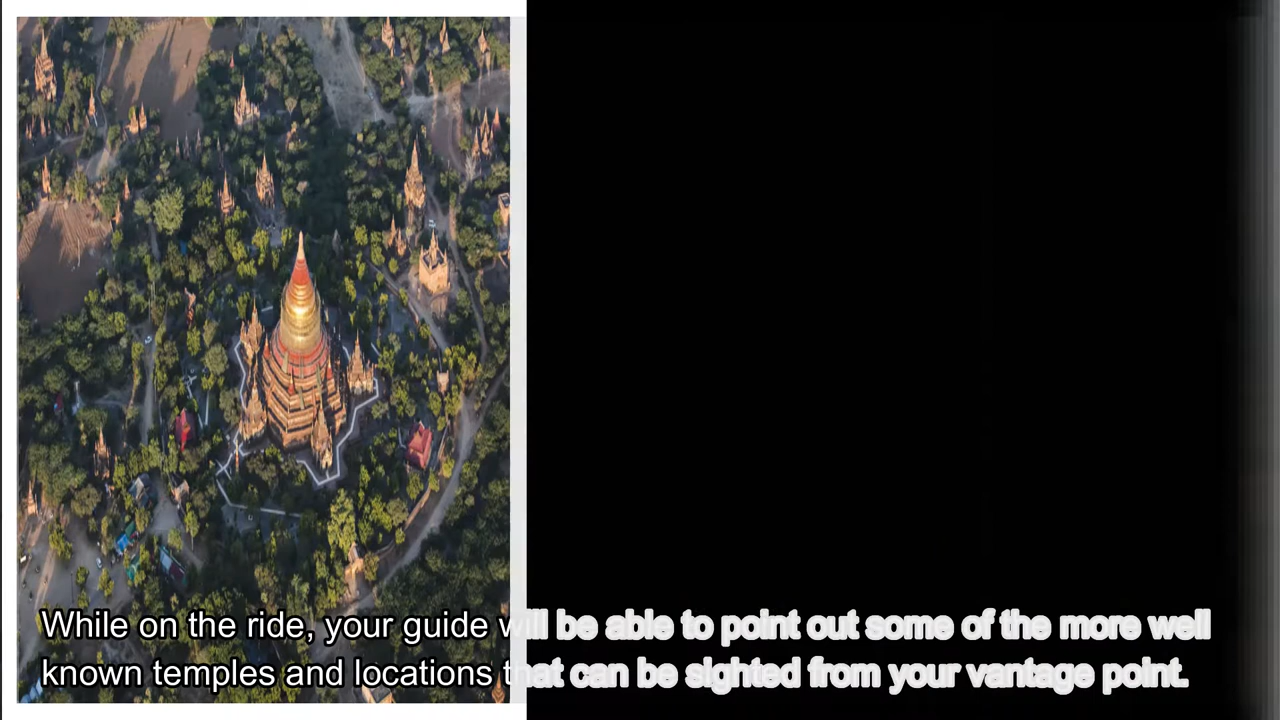 While on the ride, your guide will be able to point out some of the more well
known temples and locations that can be sighted from your vantage point.